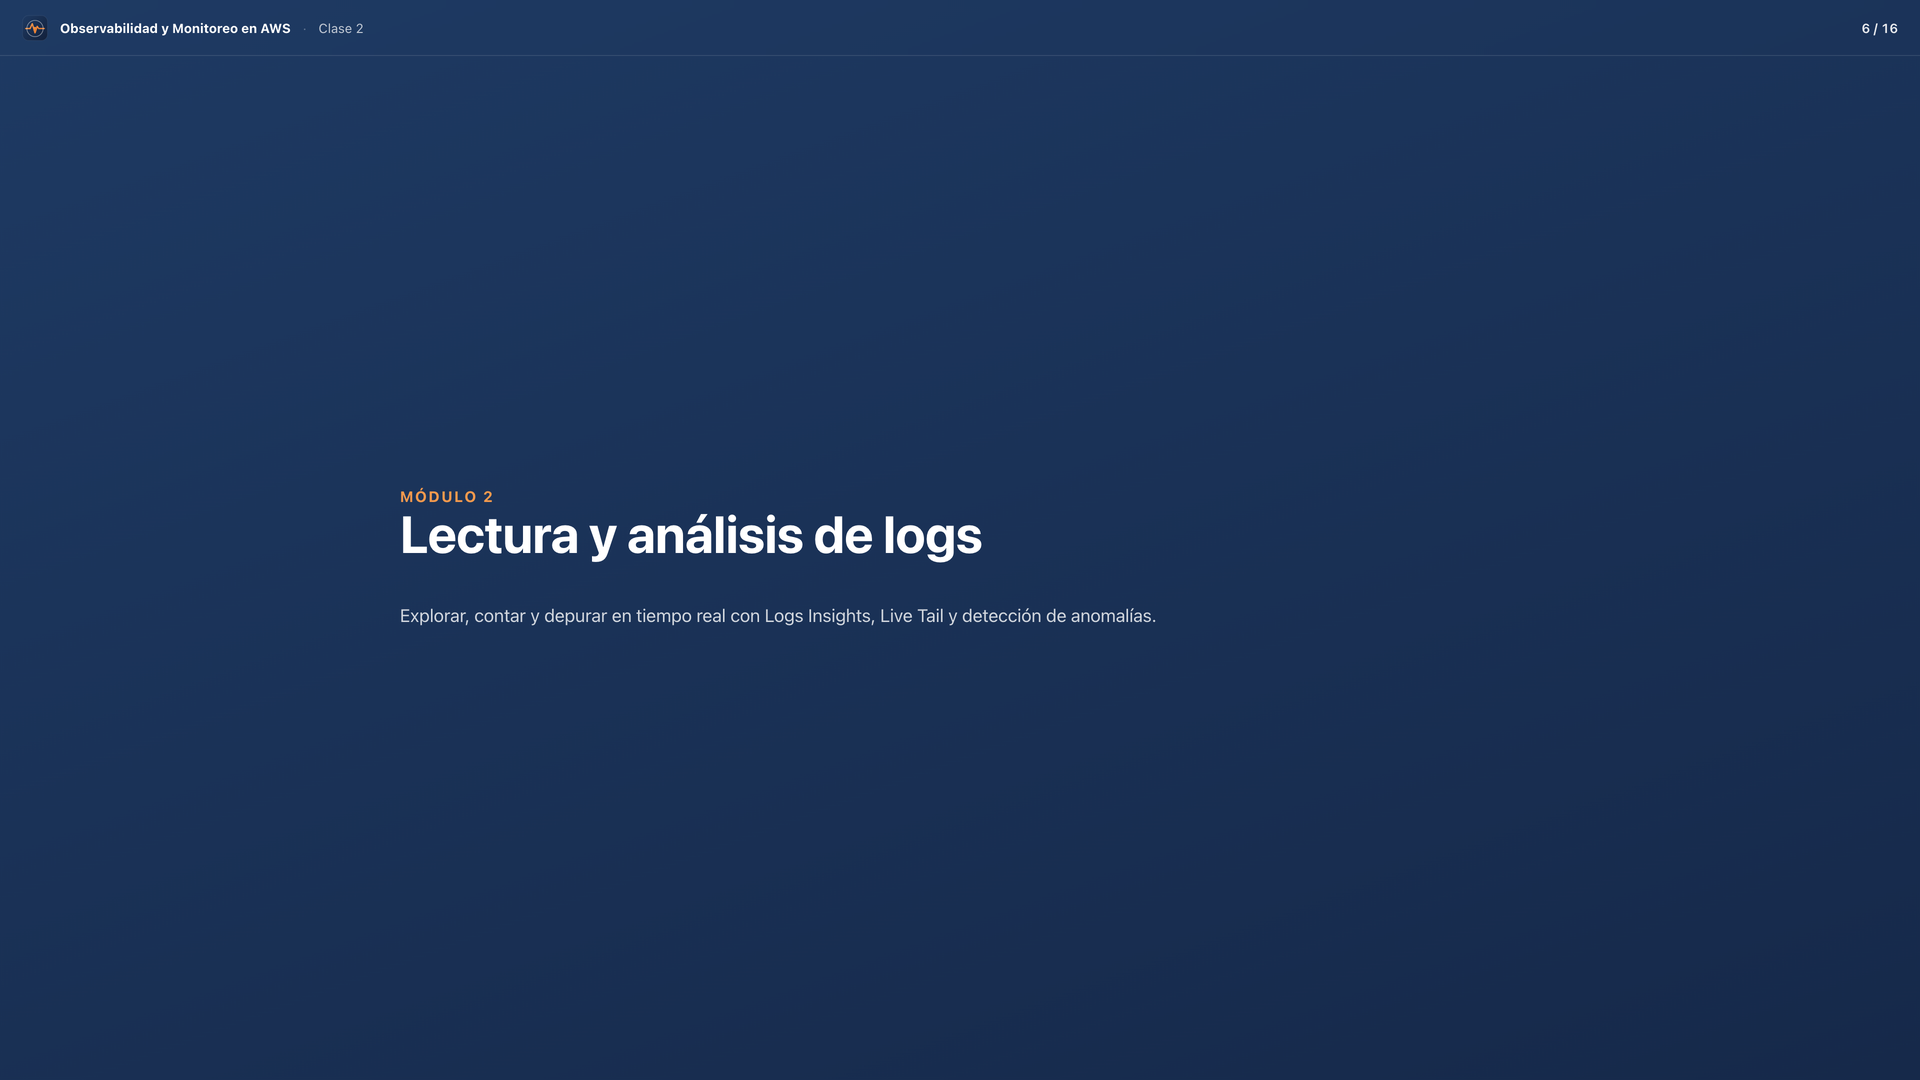 Observabilidad y Monitoreo en AWS · Clase 2
6 / 16
MÓDULO 2
Lectura y análisis de logs
Explorar, contar y depurar en tiempo real con Logs Insights, Live Tail y detección de anomalías.